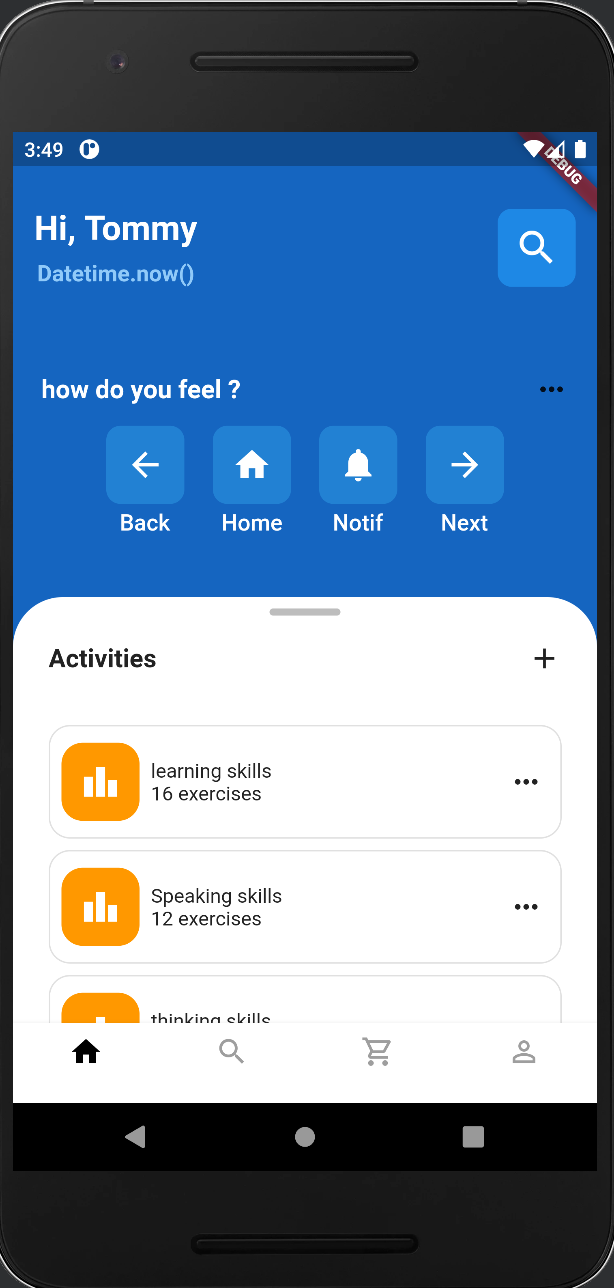 3:49
DEBUG
Hi, Tommy
Datetime.now()
how do you feel ?
Back Home Notif Next
Activities
learning skills
16 exercises
Speaking skills
12 exercises
thinking skills